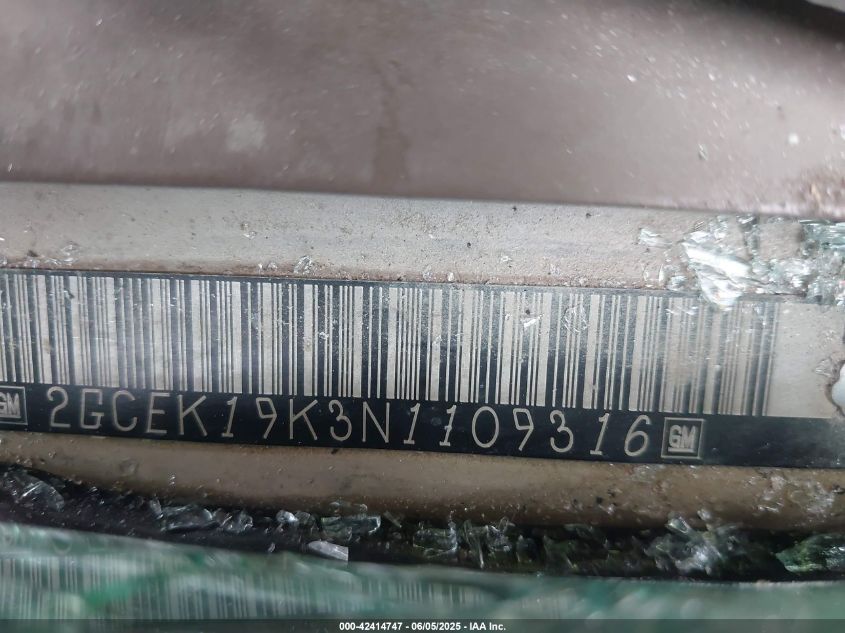 GM 2GCEK19K3N1109316 GM
000-42414747 - 06/05/2025 - IAA Inc.